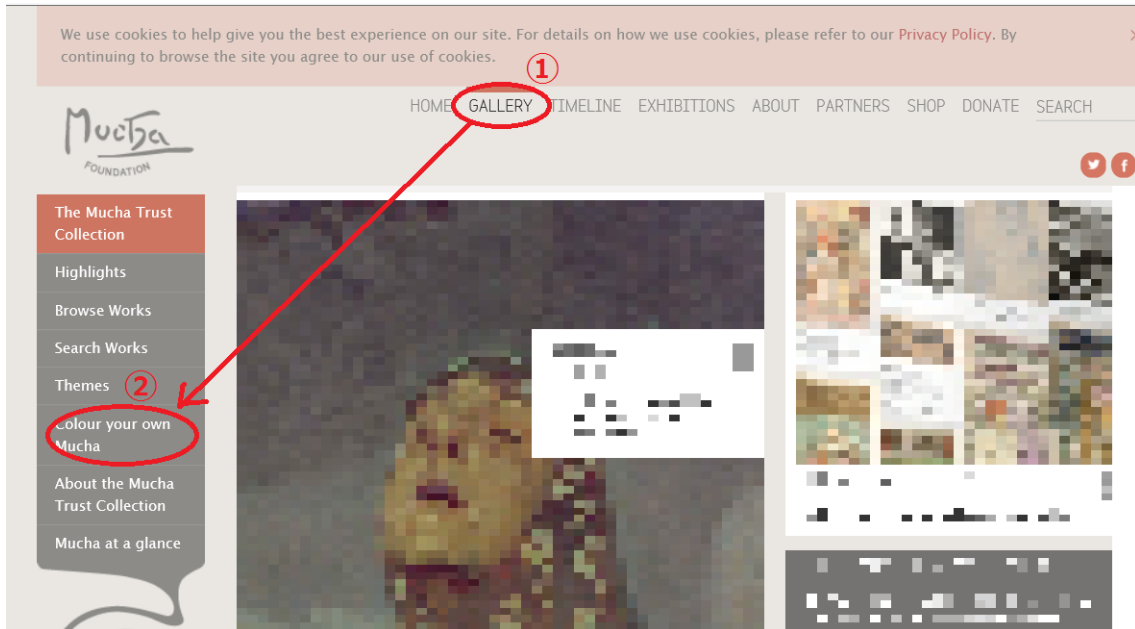 We use cookies to help give you the best experience on our site. For details on how we use cookies, please refer to our Privacy Policy. By
continuing to browse the site you agree to our use of cookies.
①
HOME GALLERY TIMELINE EXHIBITIONS ABOUT PARTNERS SHOP DONATE SEARCH
Mucha
FOUNDATION
The Mucha Trust
Collection
Highlights
Browse Works
Search Works
Themes ②
Colour your own
Mucha
About the Mucha
Trust Collection
Mucha at a glance